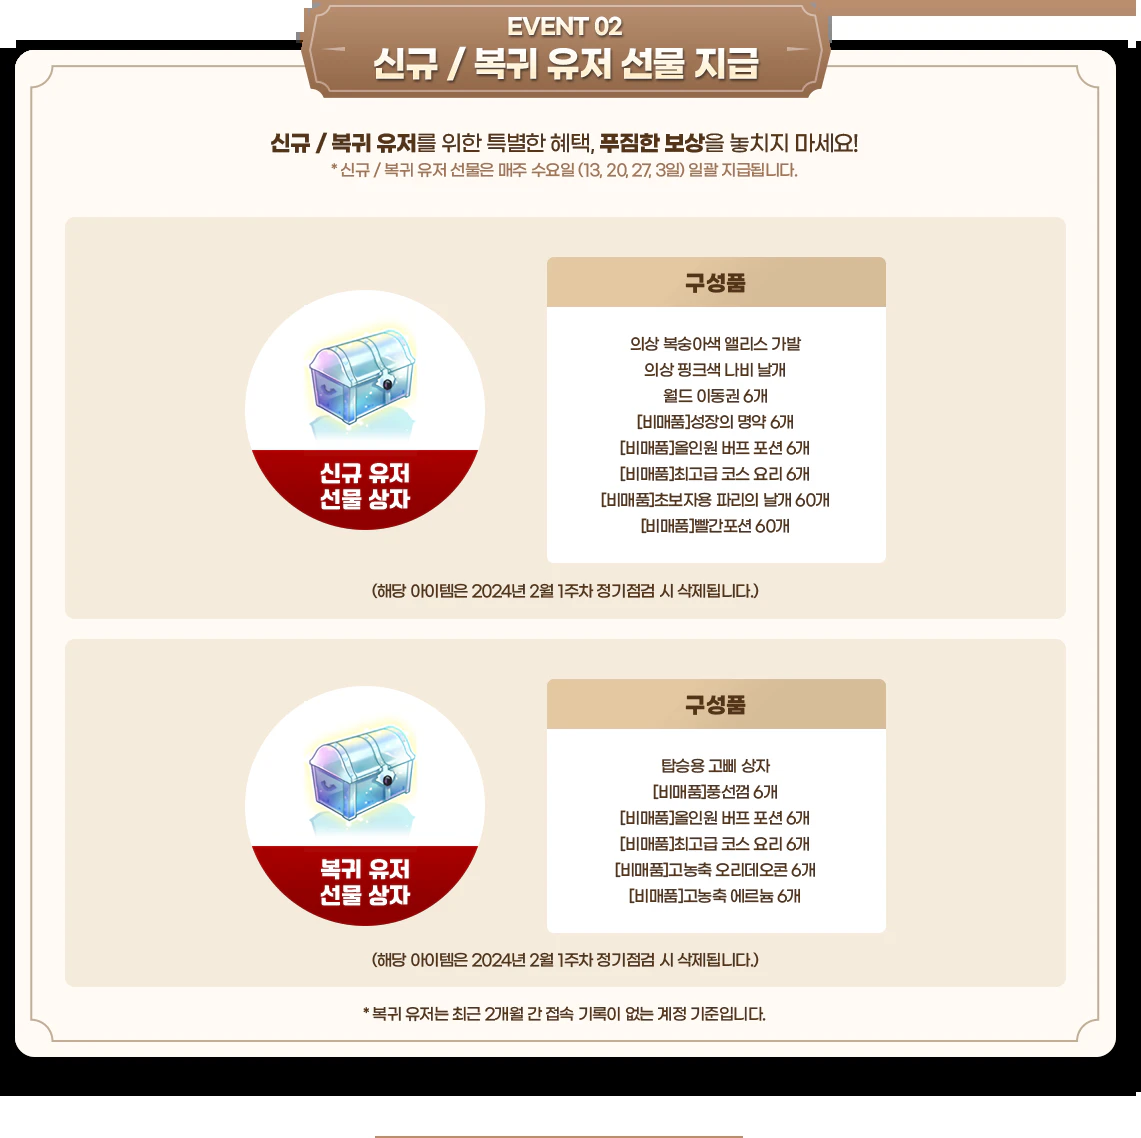 EVENT 02
신규 / 복귀 유저 선물 지급
신규 / 복귀 유저를 위한 특별한 혜택, 푸짐한 보상을 놓치지 마세요!
* 신규 / 복귀 유저 선물은 매주 수요일 (13, 20, 27, 3일) 일괄 지급됩니다.
신규 유저
선물 상자
구성품
의상 복숭아색 앨리스 가발
의상 핑크색 나비 날개
월드 이동권 6개
[비매품]성장의 명약 6개
[비매품]올인원 버프 포션 6개
[비매품]최고급 코스 요리 6개
[비매품]초보자용 파리의 날개 60개
[비매품]빨간포션 60개
(해당 아이템은 2024년 2월 1주차 정기점검 시 삭제됩니다.)
복귀 유저
선물 상자
구성품
탑승용 고삐 상자
[비매품]풍선껌 6개
[비매품]올인원 버프 포션 6개
[비매품]최고급 코스 요리 6개
[비매품]고농축 오리데오콘 6개
[비매품]고농축 에르늄 6개
(해당 아이템은 2024년 2월 1주차 정기점검 시 삭제됩니다.)
* 복귀 유저는 최근 2개월 간 접속 기록이 없는 계정 기준입니다.